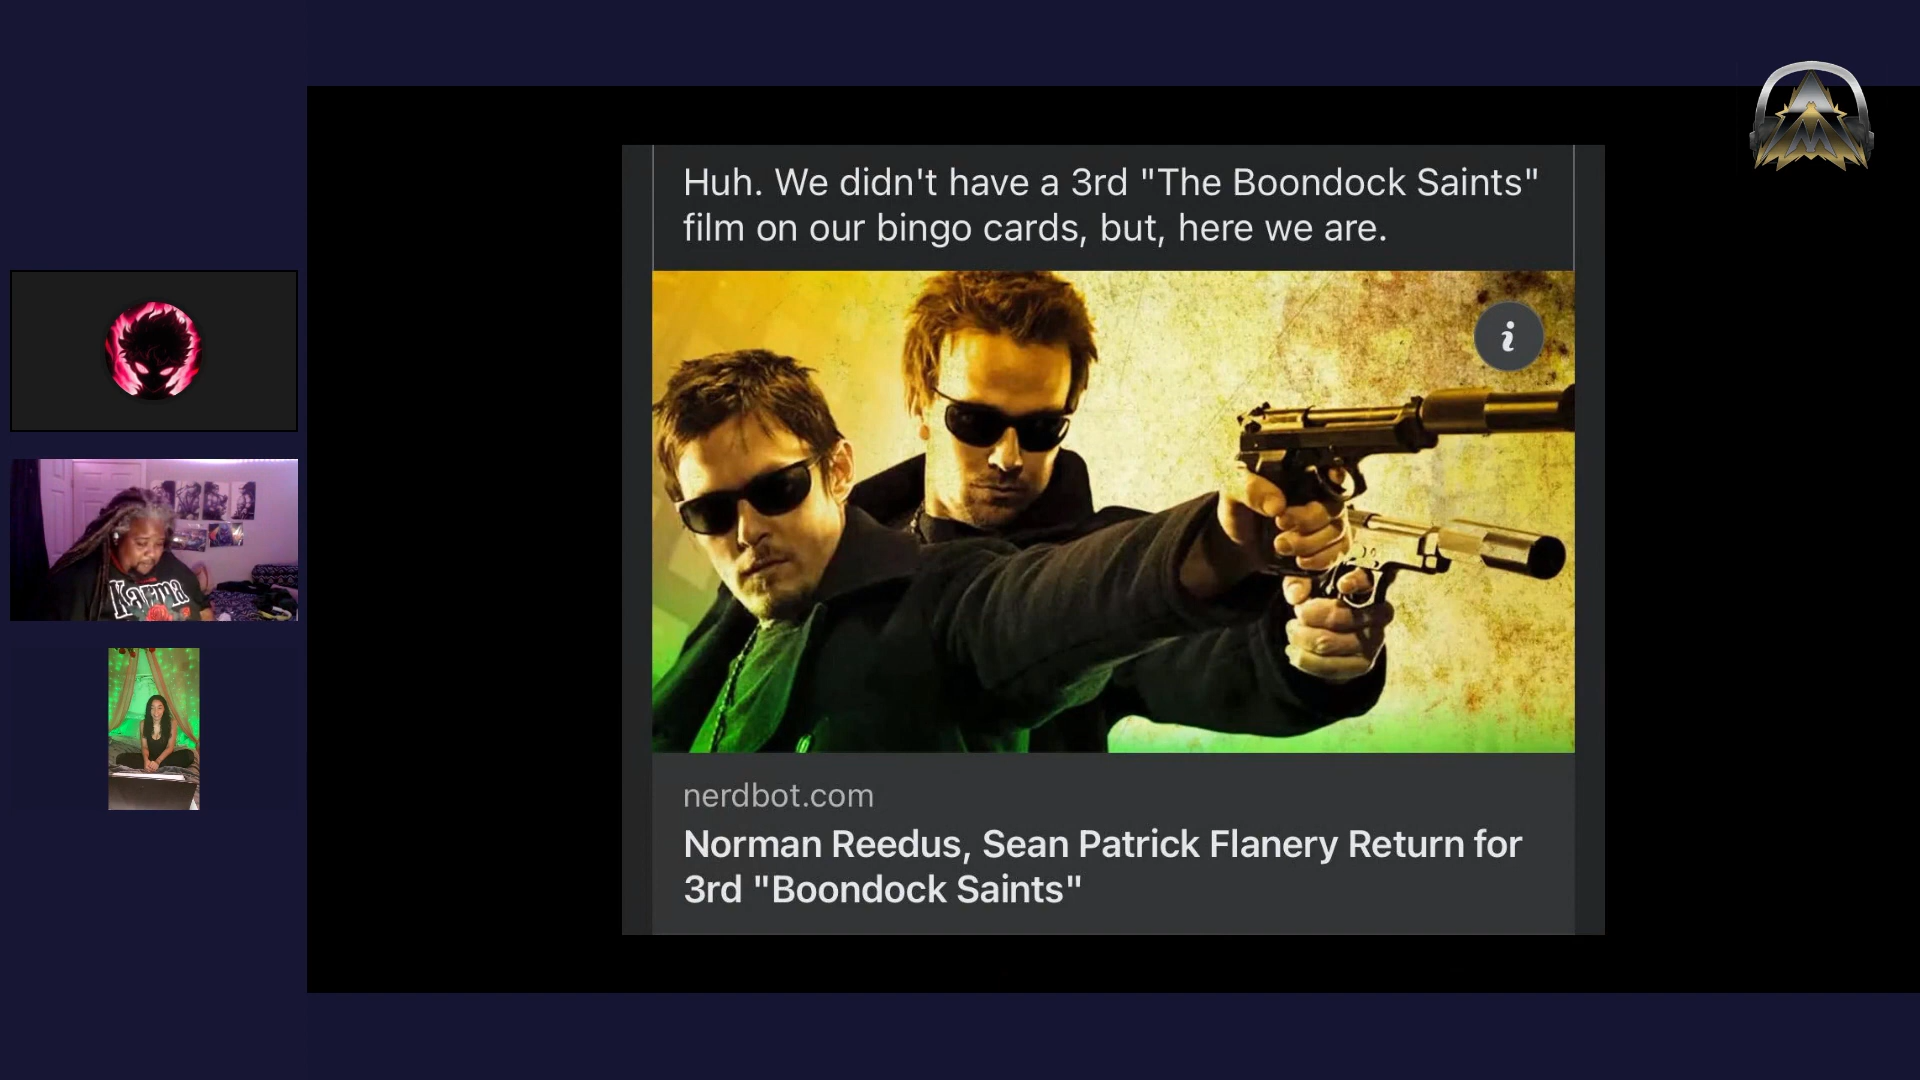 Huh. We didn't have a 3rd "The Boondock Saints"
film on our bingo cards, but, here we are.
i
nerdbot.com
Norman Reedus, Sean Patrick Flanery Return for
3rd "Boondock Saints"
Karma